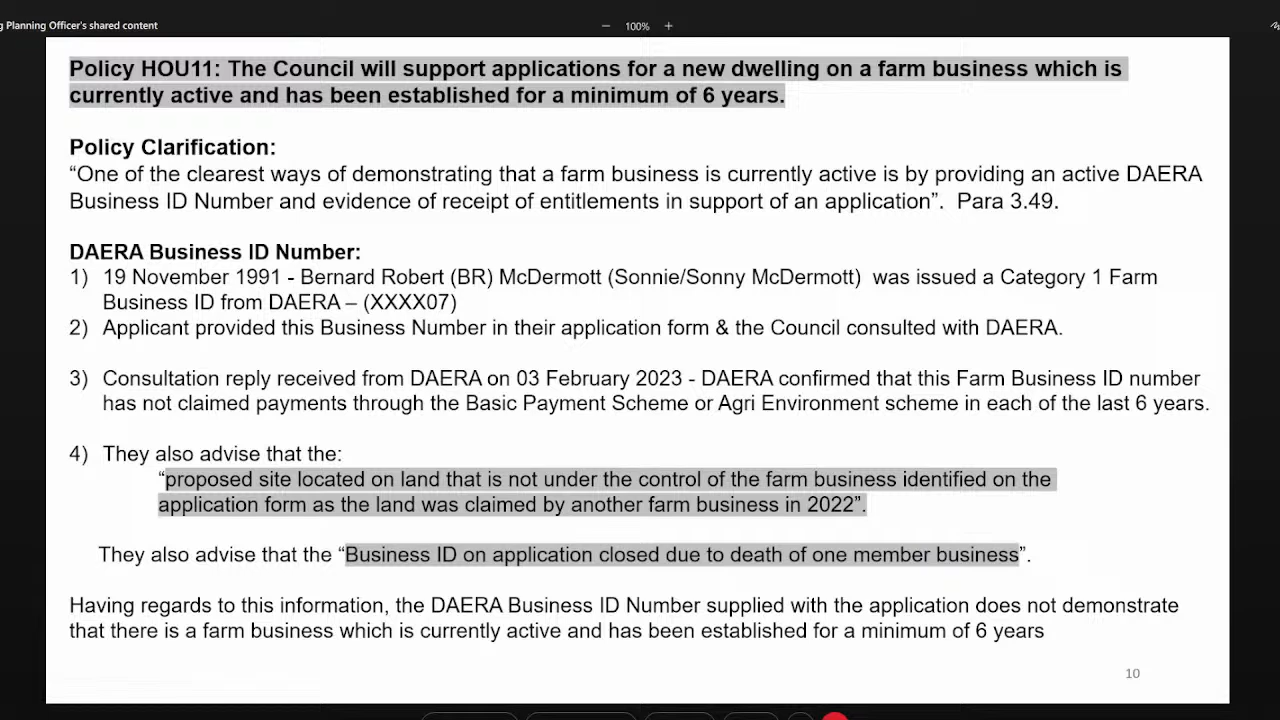 g Planning Officer's shared content
− 100% +
Policy HOU11: The Council will support applications for a new dwelling on a farm business which is
currently active and has been established for a minimum of 6 years.
Policy Clarification:
“One of the clearest ways of demonstrating that a farm business is currently active is by providing an active DAERA
Business ID Number and evidence of receipt of entitlements in support of an application”. Para 3.49.
DAERA Business ID Number:
1) 19 November 1991 - Bernard Robert (BR) McDermott (Sonnie/Sonny McDermott) was issued a Category 1 Farm
Business ID from DAERA – (XXXX07)
2) Applicant provided this Business Number in their application form & the Council consulted with DAERA.
3) Consultation reply received from DAERA on 03 February 2023 - DAERA confirmed that this Farm Business ID number
has not claimed payments through the Basic Payment Scheme or Agri Environment scheme in each of the last 6 years.
4) They also advise that the:
“proposed site located on land that is not under the control of the farm business identified on the
application form as the land was claimed by another farm business in 2022”.
They also advise that the “Business ID on application closed due to death of one member business”.
Having regards to this information, the DAERA Business ID Number supplied with the application does not demonstrate
that there is a farm business which is currently active and has been established for a minimum of 6 years
10